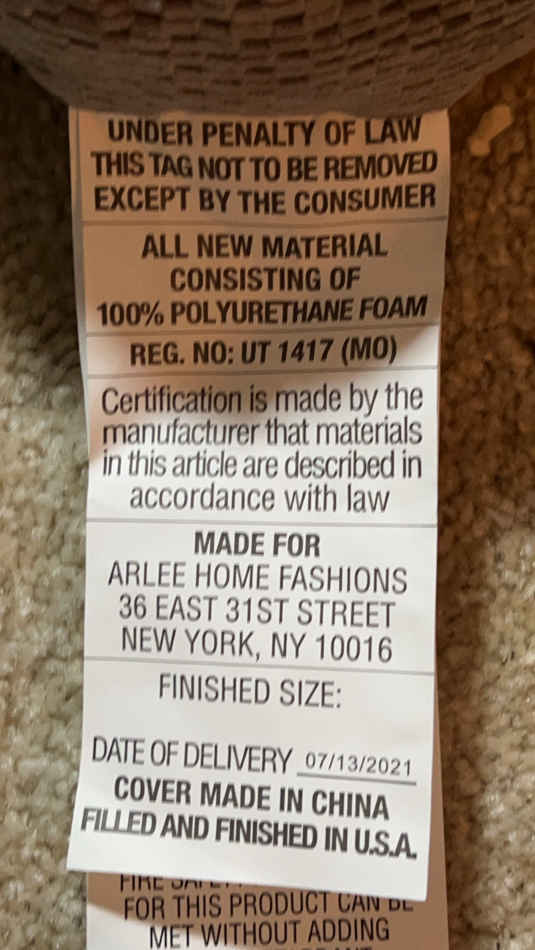 UNDER PENALTY OF LAW
THIS TAG NOT TO BE REMOVED
EXCEPT BY THE CONSUMER
ALL NEW MATERIAL
CONSISTING OF
100% POLYURETHANE FOAM
REG. NO: UT 1417 (MO)
Certification is made by the
manufacturer that materials
in this article are described in
accordance with law
MADE FOR
ARLEE HOME FASHIONS
36 EAST 31ST STREET
NEW YORK, NY 10016
FINISHED SIZE:
DATE OF DELIVERY 07/13/2021
COVER MADE IN CHINA
FILLED AND FINISHED IN U.S.A.
FIRE
FOR THIS PRODUCT CAN BE
MET WITHOUT ADDING